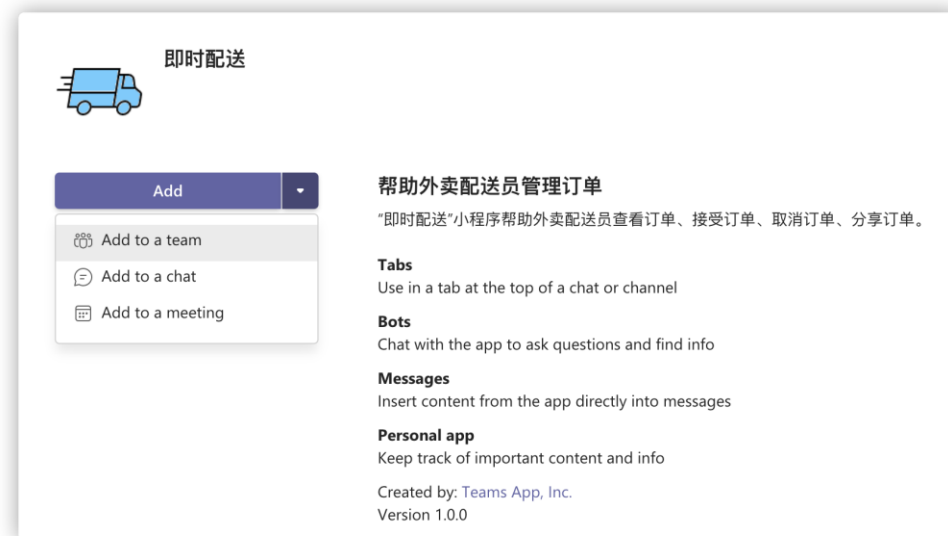 即时配送
Add
Add to a team
Add to a chat
Add to a meeting
帮助外卖配送员管理订单
“即时配送”小程序帮助外卖配送员查看订单、接受订单、取消订单、分享订单。
Tabs
Use in a tab at the top of a chat or channel
Bots
Chat with the app to ask questions and find info
Messages
Insert content from the app directly into messages
Personal app
Keep track of important content and info
Created by: Teams App, Inc.
Version 1.0.0